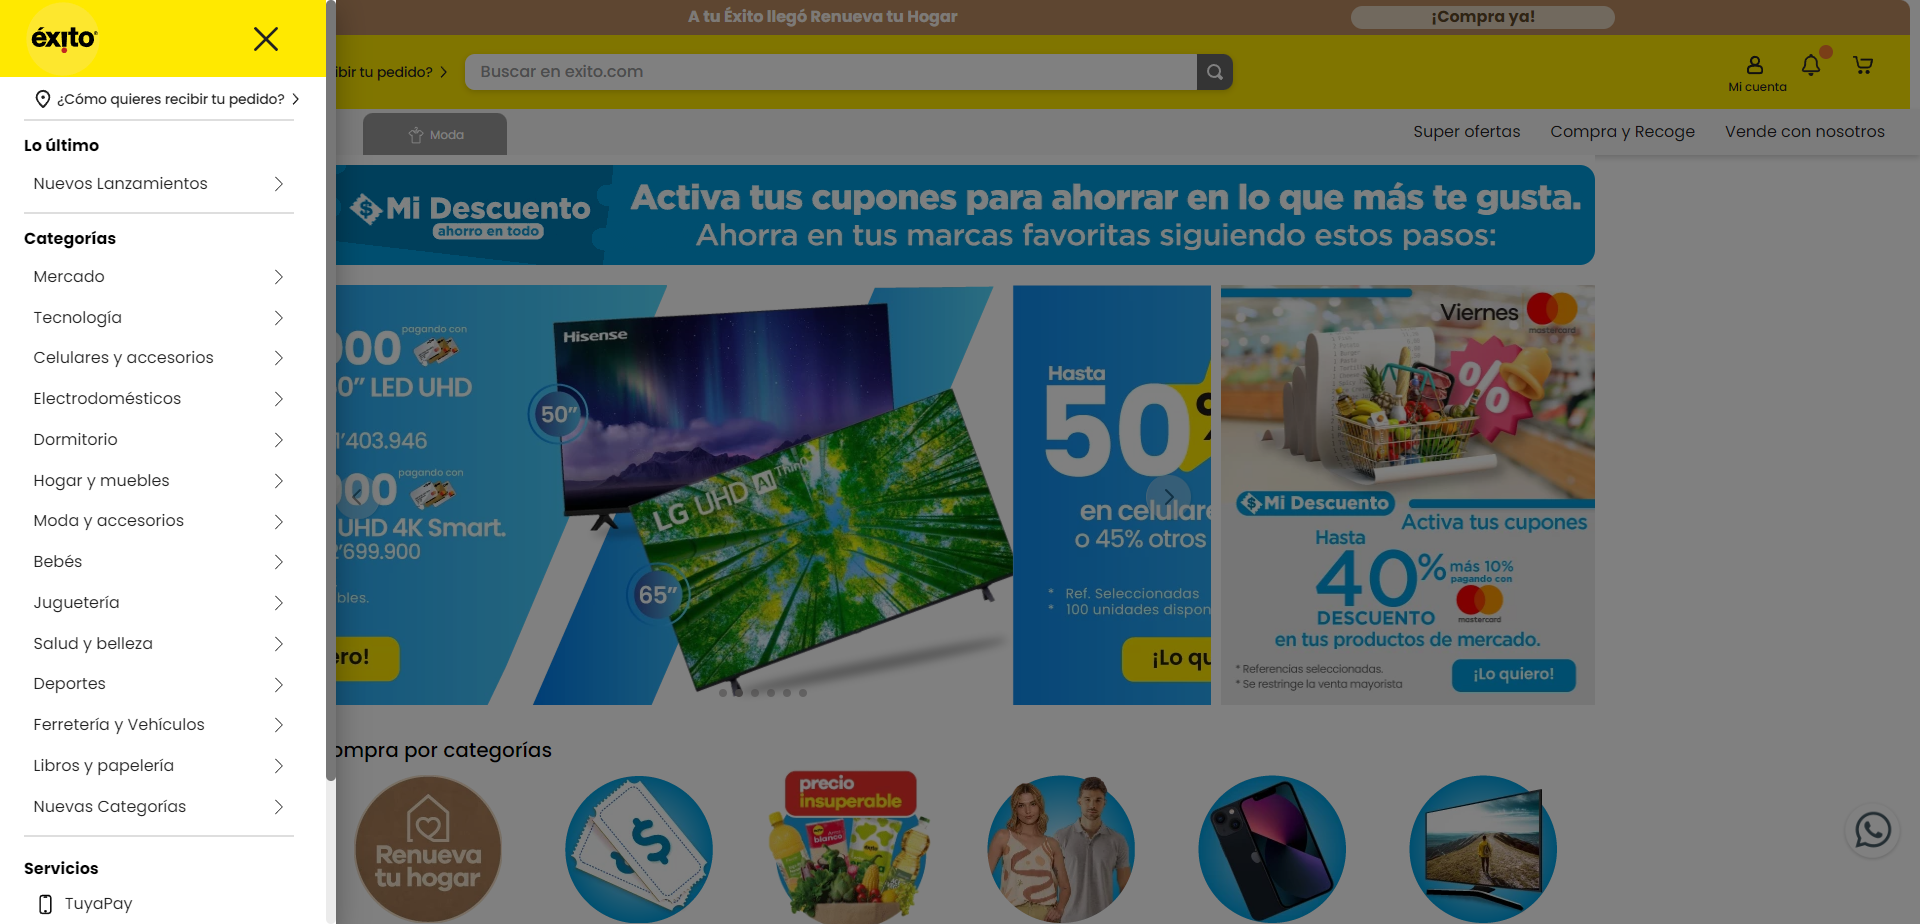 éxito
¿Cómo quieres recibir tu pedido?
Lo último
Nuevos Lanzamientos
Categorías
Mercado
Tecnología
Celulares y accesorios
Electrodomésticos
Dormitorio
Hogar y muebles
Moda y accesorios
Bebés
Juguetería
Salud y belleza
Deportes
Ferretería y Vehículos
Libros y papelería
Nuevas Categorías
Servicios
TuyaPay
A tu Éxito llegó Renueva tu Hogar
¡Compra ya!
ibir tu pedido?
Buscar en exito.com
Mi cuenta
Moda
Super ofertas
Compra y Recoge
Vende con nosotros
Mi Descuento
ahorro en todo
Activa tus cupones para ahorrar en lo que más te gusta.
Ahorra en tus marcas favoritas siguiendo estos pasos:
000
pagando con
0” LED UHD
1'403.946
000
pagando con
UHD 4K Smart.
2'699.900
bles.
ero!
Hisense
50”
LG UHD AI ThinQ
65”
Hasta
50%
en celulare
o 45% otros
* Ref. Seleccionadas
* 100 unidades dispon
¡Lo qu
Viernes
mastercard
%
Mi Descuento
Activa tus cupones
Hasta
40%
más 10%
pagando con
mastercard
DESCUENTO
en tus productos de mercado.
* Referencias seleccionadas.
* Se restringe la venta mayorista
¡Lo quiero!
ompra por categorías
Renueva
tu hogar
$
precio
insuperable
blanco